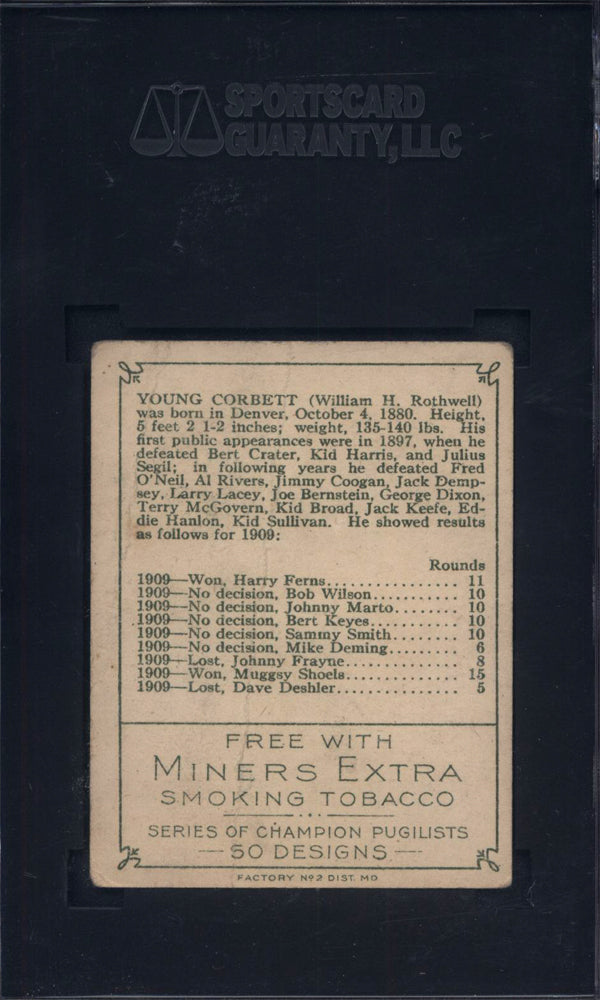 SPORTSCARD
GUARANTY, LLC
YOUNG CORBETT (William H. Rothwell)
was born in Denver, October 4, 1880. Height,
5 feet 2 1-2 inches; weight, 135-140 lbs. His
first public appearances were in 1897, when he
defeated Bert Crater, Kid Harris, and Julius
Segil; in following years he defeated Fred
O'Neil, Al Rivers, Jimmy Coogan, Jack Demp-
sey, Larry Lacey, Joe Bernstein, George Dixon,
Terry McGovern, Kid Broad, Jack Keefe, Ed-
die Hanlon, Kid Sullivan. He showed results
as follows for 1909:
Rounds
1909—Won, Harry Ferns................ 11
1909—No decision, Bob Wilson........... 10
1909—No decision, Johnny Marto........ 10
1909—No decision, Bert Keyes........... 10
1909—No decision, Sammy Smith........ 10
1909—No decision, Mike Deming......... 6
1909—Lost, Johnny Frayne.............. 8
1909—Won, Muggsy Shoels.............. 15
1909—Lost, Dave Deshler............... 5
FREE WITH
MINERS EXTRA
SMOKING TOBACCO
SERIES OF CHAMPION PUGILISTS
— 50 DESIGNS —
FACTORY Nº 2 DIST. MD